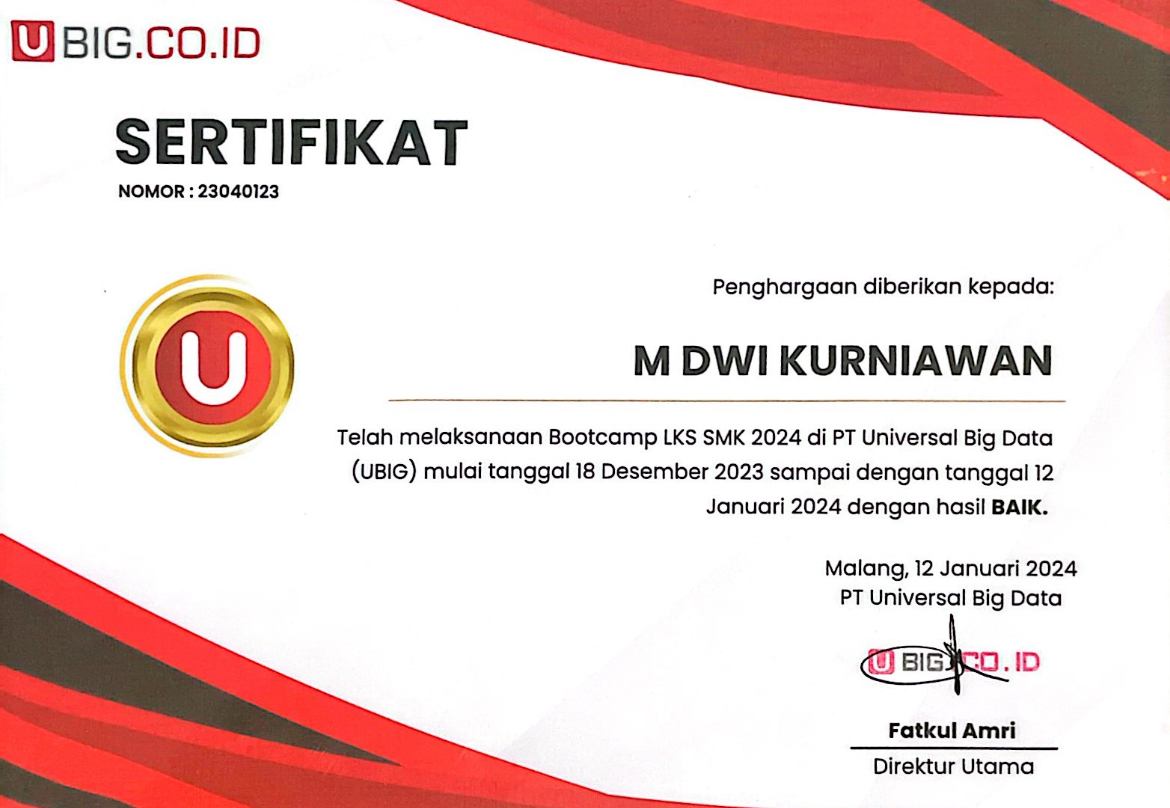 UBIG.CO.ID
SERTIFIKAT
NOMOR : 23040123
U
Penghargaan diberikan kepada:
M DWI KURNIAWAN
Telah melaksanaan Bootcamp LKS SMK 2024 di PT Universal Big Data
(UBIG) mulai tanggal 18 Desember 2023 sampai dengan tanggal 12
Januari 2024 dengan hasil BAIK.
Malang, 12 Januari 2024
PT Universal Big Data
UBIG.CO.ID
Fatkul Amri
Direktur Utama